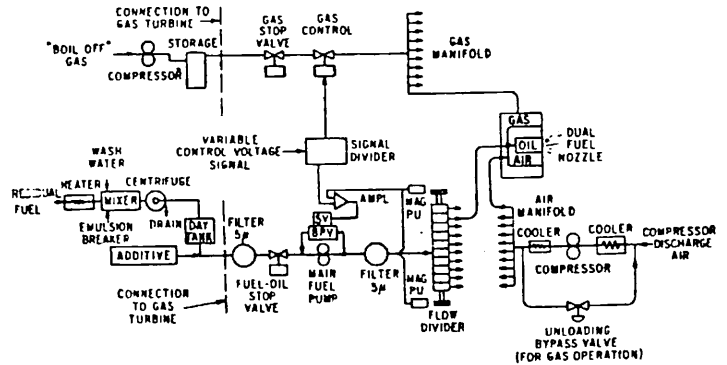 CONNECTION TO
GAS TURBINE
GAS
STOP
VALVE
GAS
CONTROL
"BOIL OFF"
GAS
STORAGE
COMPRESSOR
GAS
MANIFOLD
GAS
OIL
AIR
DUAL
FUEL
NOZZLE
VARIABLE
CONTROL VOLTAGE
SIGNAL
SIGNAL
DIVIDER
WASH
WATER
RESIDUAL
FUEL
HEATER
MIXER
CENTRIFUGE
EMULSION
BREAKER
DRAIN
DAY
TANK
ADDITIVE
FILTER
5μ
AMPL
SV
BPV
MAG
PU
AIR
MANIFOLD
COOLER
COOLER
COMPRESSOR
COMPRESSOR
DISCHARGE
AIR
CONNECTION
TO GAS
TURBINE
FUEL-OIL
STOP
VALVE
MAIR
FUEL
PUMP
FILTER
5μ
MAG
PU
FLOW
DIVIDER
UNLOADING
BYPASS VALVE
(FOR GAS OPERATION)